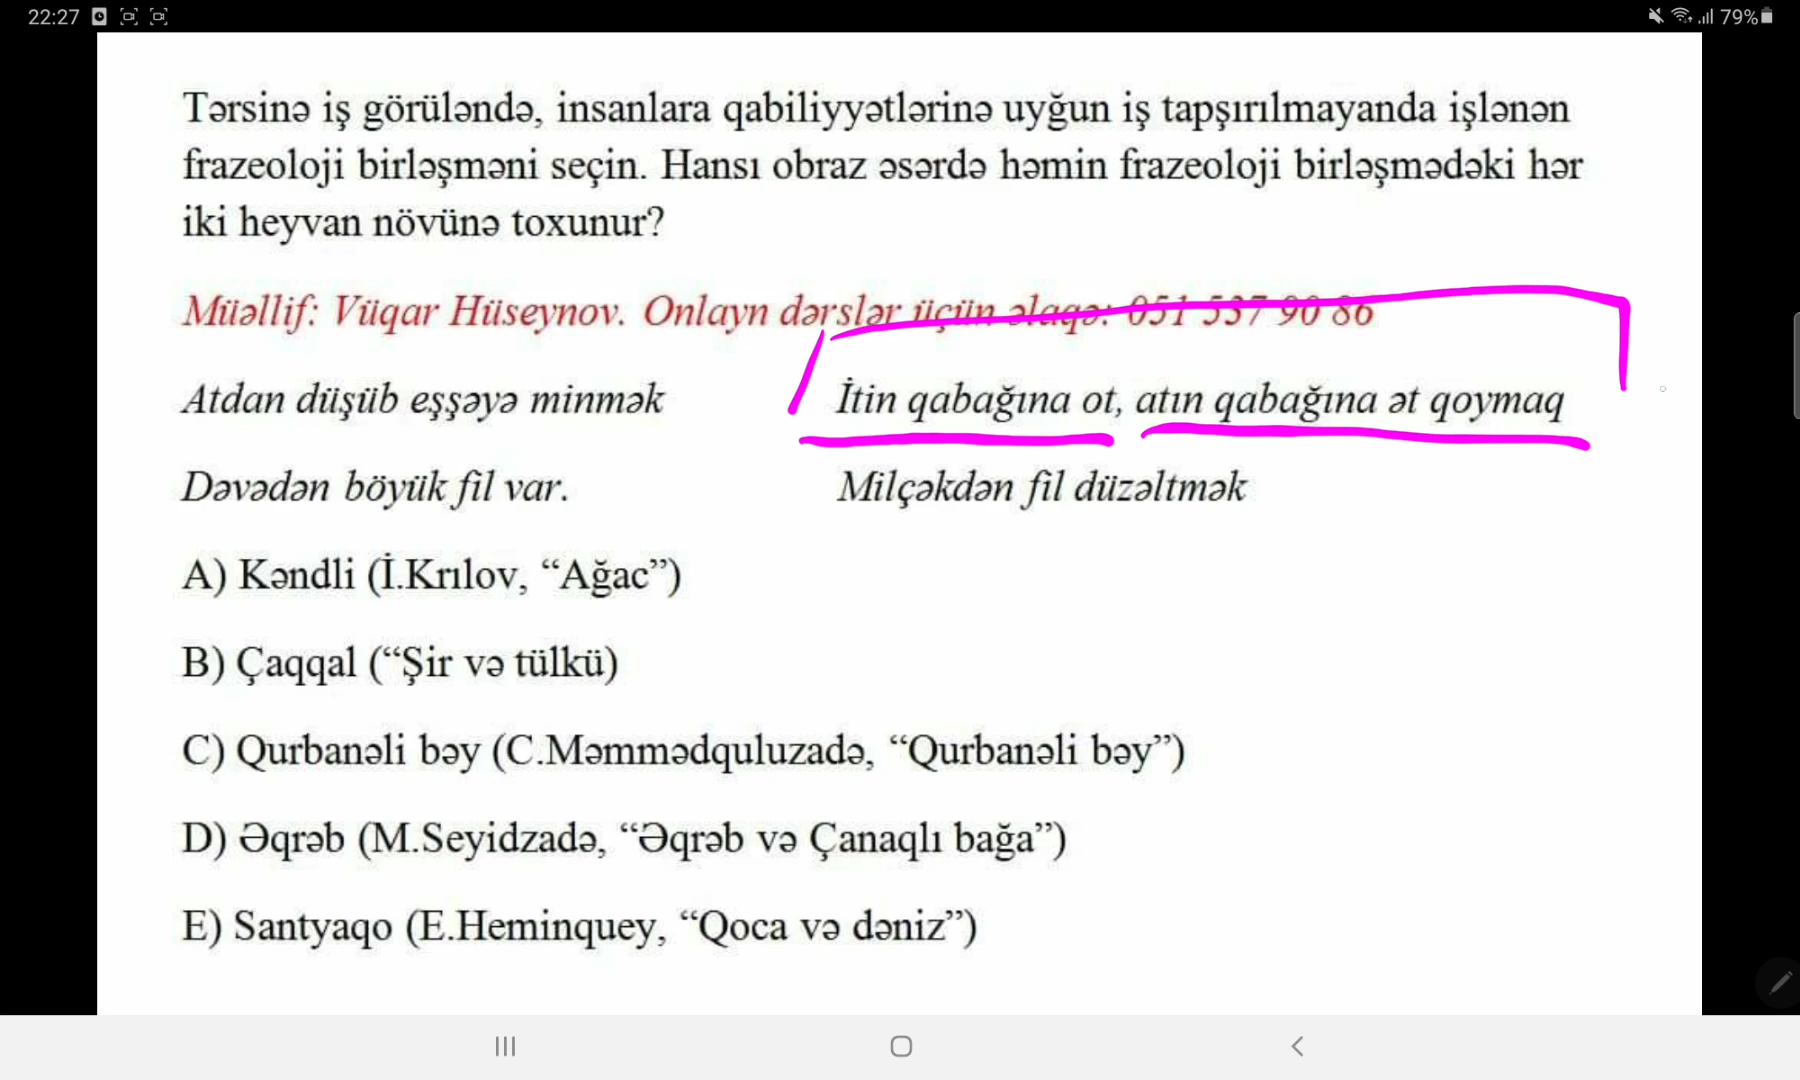 22:27
79%
Tərsinə iş görüləndə, insanlara qabiliyyətlərinə uyğun iş tapşırılmayanda işlənən
frazeoloji birləşməni seçin. Hansı obraz əsərdə həmin frazeoloji birləşmədəki hər
iki heyvan növünə toxunur?
Müəllif: Vüqar Hüseynov. Onlayn dərslər üçün əlaqə: 051 537 90 86
Atdan düşüb eşşəyə minmək
İtin qabağına ot, atın qabağına ət qoymaq
Dəvədən böyük fil var.
Milçəkdən fil düzəltmək
A) Kəndli (İ.Krılov, “Ağac”)
B) Çaqqal (“Şir və tülkü)
C) Qurbanəli bəy (C.Məmmədquluzadə, “Qurbanəli bəy”)
D) Əqrəb (M.Seyidzadə, “Əqrəb və Çanaqlı bağa”)
E) Santyaqo (E.Heminquey, “Qoca və dəniz”)